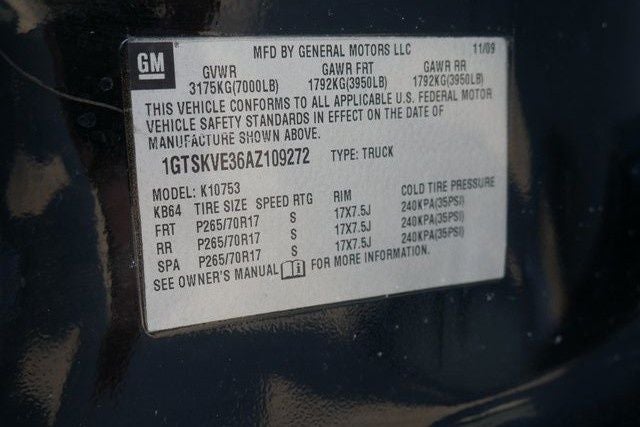 GM MFD BY GENERAL MOTORS LLC 11/09
GVWR GAWR FRT GAWR RR
3175KG(7000LB) 1792KG(3950LB) 1792KG(3950LB)
THIS VEHICLE CONFORMS TO ALL APPLICABLE U.S. FEDERAL MOTOR
VEHICLE SAFETY STANDARDS IN EFFECT ON THE DATE OF
MANUFACTURE SHOWN ABOVE.
1GTSKVE36AZ109272 TYPE: TRUCK
MODEL: K10753
KB64 TIRE SIZE SPEED RTG RIM COLD TIRE PRESSURE
FRT P265/70R17 S 17X7.5J 240KPA(35PSI)
RR P265/70R17 S 17X7.5J 240KPA(35PSI)
SPA P265/70R17 S 17X7.5J 240KPA(35PSI)
SEE OWNER'S MANUAL FOR MORE INFORMATION.